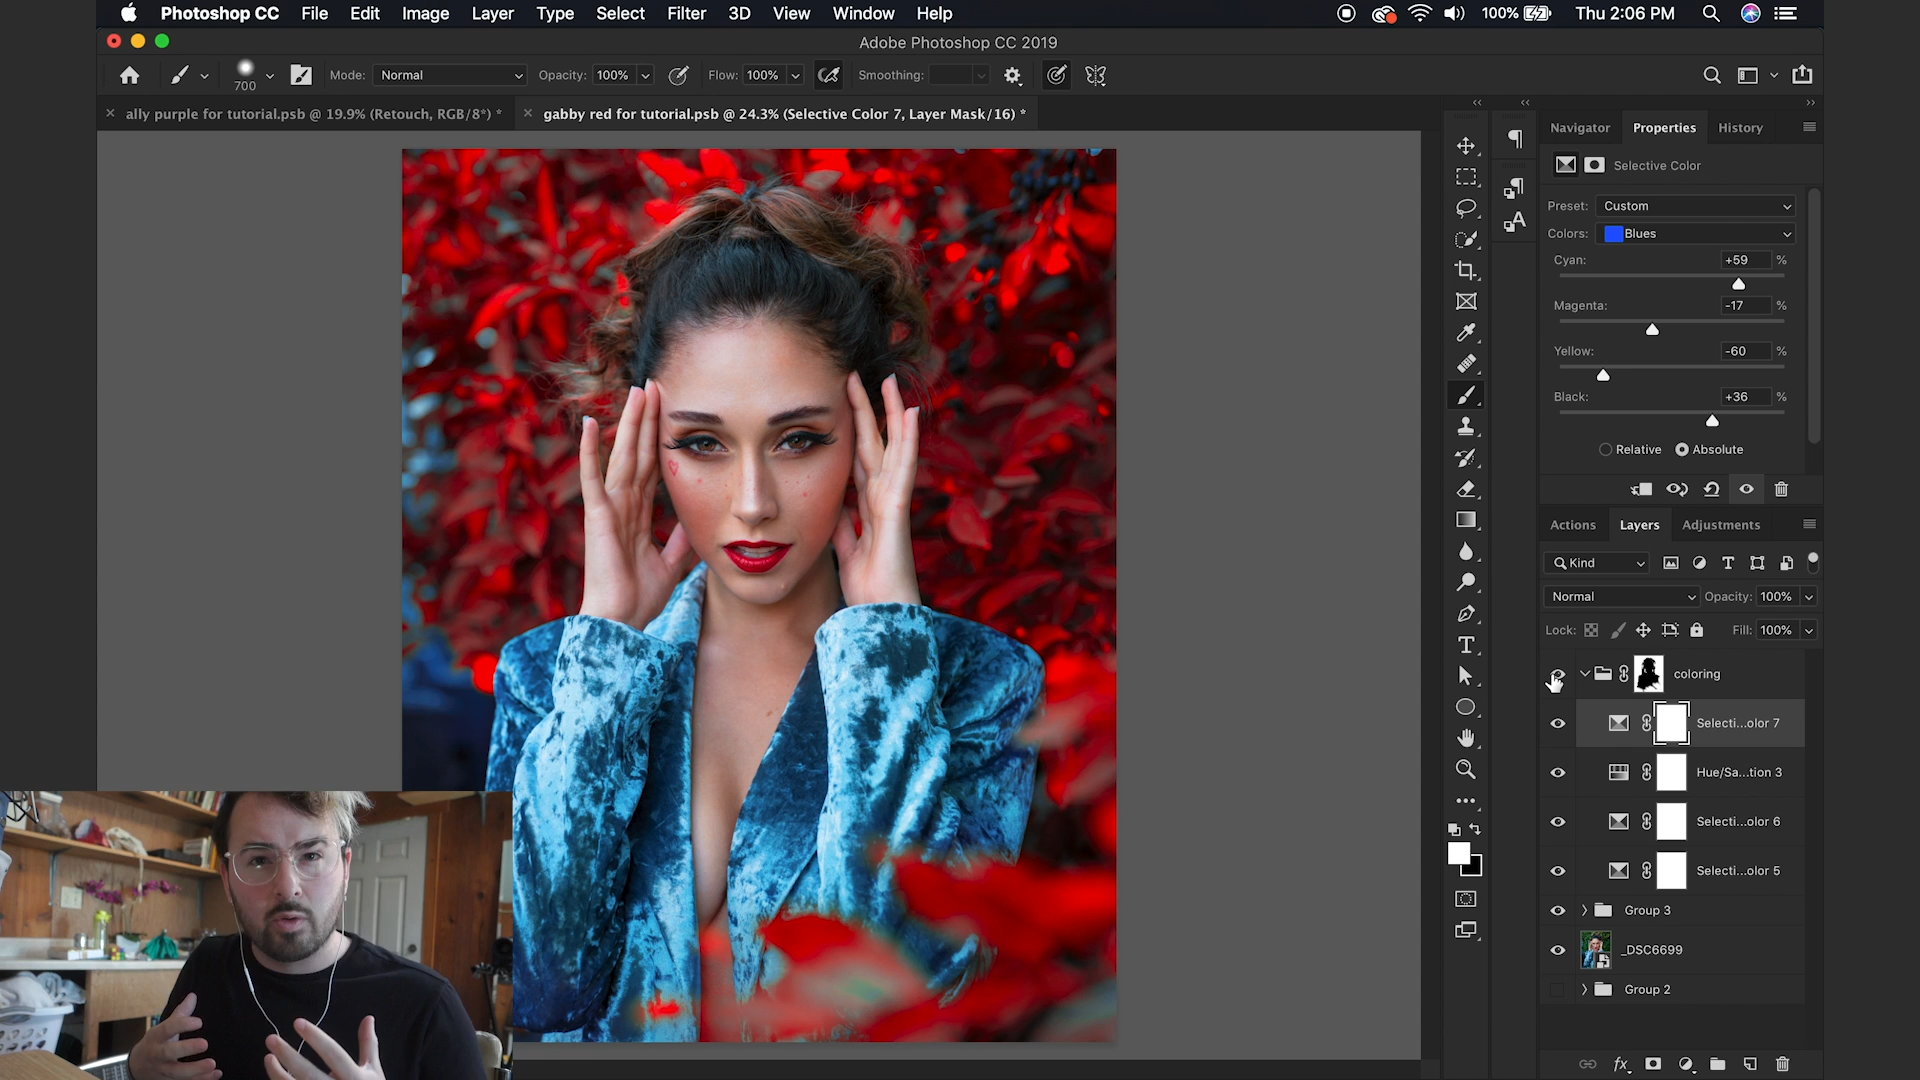 Photoshop CC File Edit Image Layer Type Select Filter 3D View Window Help 100% Thu 2:06 PM
Adobe Photoshop CC 2019
700 Mode: Normal Opacity: 100% Flow: 100% Smoothing:
ally purple for tutorial.psb @ 19.9% (Retouch, RGB/8*) *
gabby red for tutorial.psb @ 24.3% (Selective Color 7, Layer Mask/16) *
Navigator Properties History
Selective Color
Preset: Custom
Colors: Blues
Cyan: +59 %
Magenta: -17 %
Yellow: -60 %
Black: +36 %
Relative Absolute
Actions Layers Adjustments
Kind
Normal Opacity: 100%
Lock: Fill: 100%
coloring
Selecti...olor 7
Hue/Sa...tion 3
Selecti...olor 6
Selecti...olor 5
Group 3
_DSC6699
Group 2